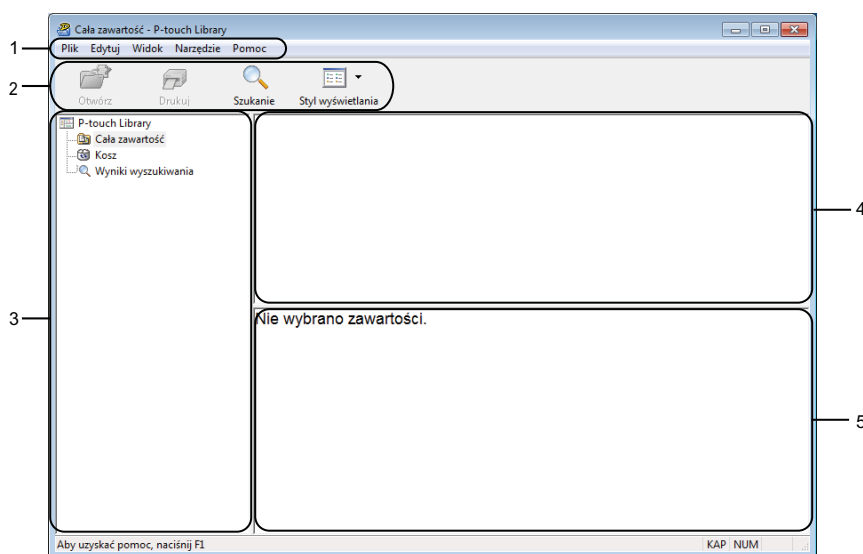 Cała zawartość - P-touch Library
1
Plik Edytuj Widok Narzędzie Pomoc
2
Otwórz Drukuj Szukanie Styl wyświetlania
P-touch Library
Cała zawartość
Kosz
Wyniki wyszukiwania
3
4
Nie wybrano zawartości.
5
Aby uzyskać pomoc, naciśnij F1 KAP NUM